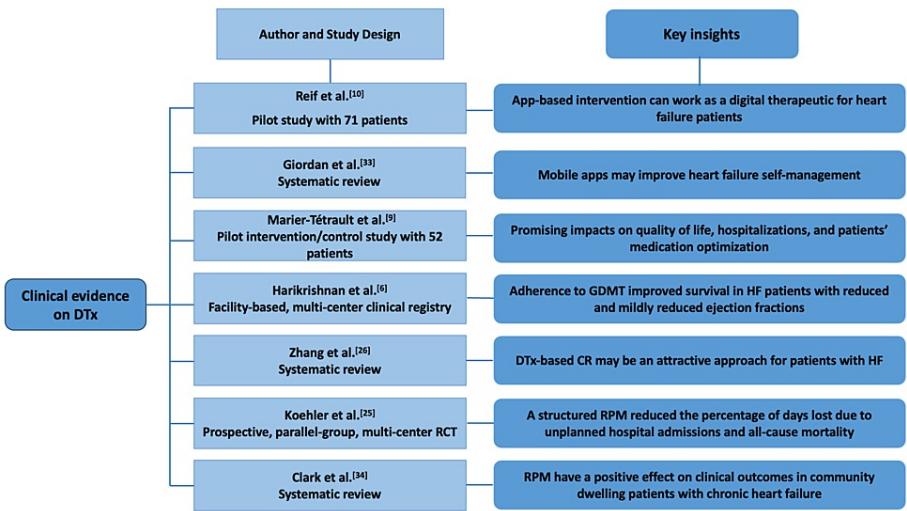 Author and Study Design
Key insights
Clinical evidence
on DTx
Reif et al.[10]
Pilot study with 71 patients
App-based intervention can work as a digital therapeutic for heart
failure patients
Giordan et al.[33]
Systematic review
Mobile apps may improve heart failure self-management
Marier-Tétrault et al.[9]
Pilot intervention/control study with 52
patients
Promising impacts on quality of life, hospitalizations, and patients’
medication optimization
Harikrishnan et al.[6]
Facility-based, multi-center clinical registry
Adherence to GDMT improved survival in HF patients with reduced
and mildly reduced ejection fractions
Zhang et al.[26]
Systematic review
DTx-based CR may be an attractive approach for patients with HF
Koehler et al.[25]
Prospective, parallel-group, multi-center RCT
A structured RPM reduced the percentage of days lost due to
unplanned hospital admissions and all-cause mortality
Clark et al.[34]
Systematic review
RPM have a positive effect on clinical outcomes in community
dwelling patients with chronic heart failure